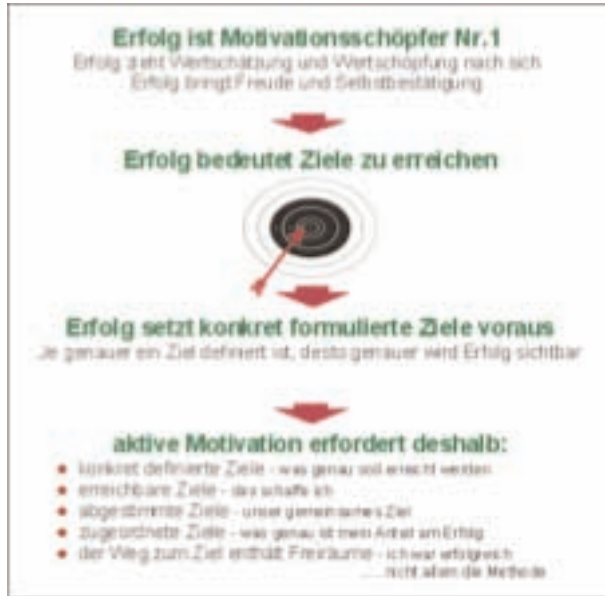 Erfolg ist Motivationsschöpfer Nr.1
Erfolg zieht Wertschätzung und Wertschöpfung nach sich
Erfolg bringt Freude und Selbstbestätigung
Erfolg bedeutet Ziele zu erreichen
Erfolg setzt konkret formulierte Ziele voraus
Je genauer ein Ziel definiert ist, desto genauer wird Erfolg sichtbar
aktive Motivation erfordert deshalb:
konkret definierte Ziele - was genau soll erreicht werden
erreichbare Ziele - das schaffe ich
abgestimmte Ziele - unser gemeinsames Ziel
zugeordnete Ziele - was genau ist mein Anteil am Erfolg
der Weg zum Ziel enthält Freiräume - ich war erfolgreich
.....nicht allein die Methode